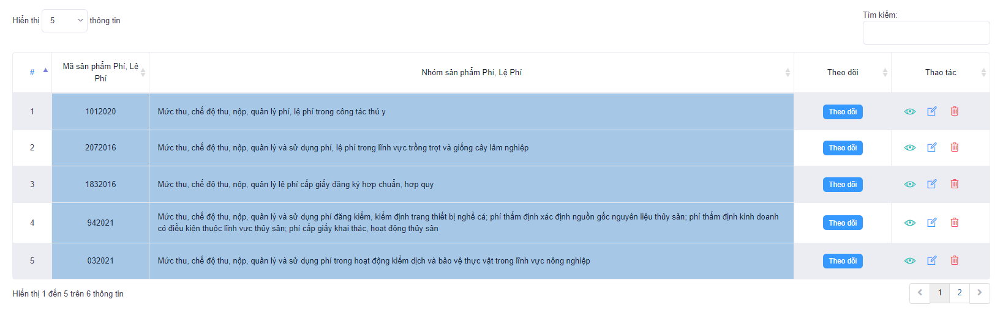 Hiển thị 5 thông tin
Tìm kiếm:
# Mã sản phẩm Phí, Lệ Phí Nhóm sản phẩm Phí, Lệ Phí Theo dõi Thao tác
1 1012020 Mức thu, chế độ thu, nộp, quản lý phí, lệ phí trong công tác thú y Theo dõi
2 2072016 Mức thu, chế độ thu, nộp, quản lý và sử dụng phí, lệ phí trong lĩnh vực trồng trọt và giống cây lâm nghiệp Theo dõi
3 1832016 Mức thu, chế độ thu, nộp, quản lý lệ phí cấp giấy đăng ký hợp chuẩn, hợp quy Theo dõi
4 942021 Mức thu, chế độ thu, nộp, quản lý và sử dụng phí đăng kiểm, kiểm định trang thiết bị nghề cá; phí thẩm định xác định nguồn gốc nguyên liệu thủy sản; phí thẩm định kinh doanh
có điều kiện thuộc lĩnh vực thủy sản; phí cấp giấy khai thác, hoạt động thủy sản Theo dõi
5 032021 Mức thu, chế độ thu, nộp, quản lý và sử dụng phí trong hoạt động kiểm dịch và bảo vệ thực vật trong lĩnh vực nông nghiệp Theo dõi
Hiển thị 1 đến 5 trên 6 thông tin
1 2